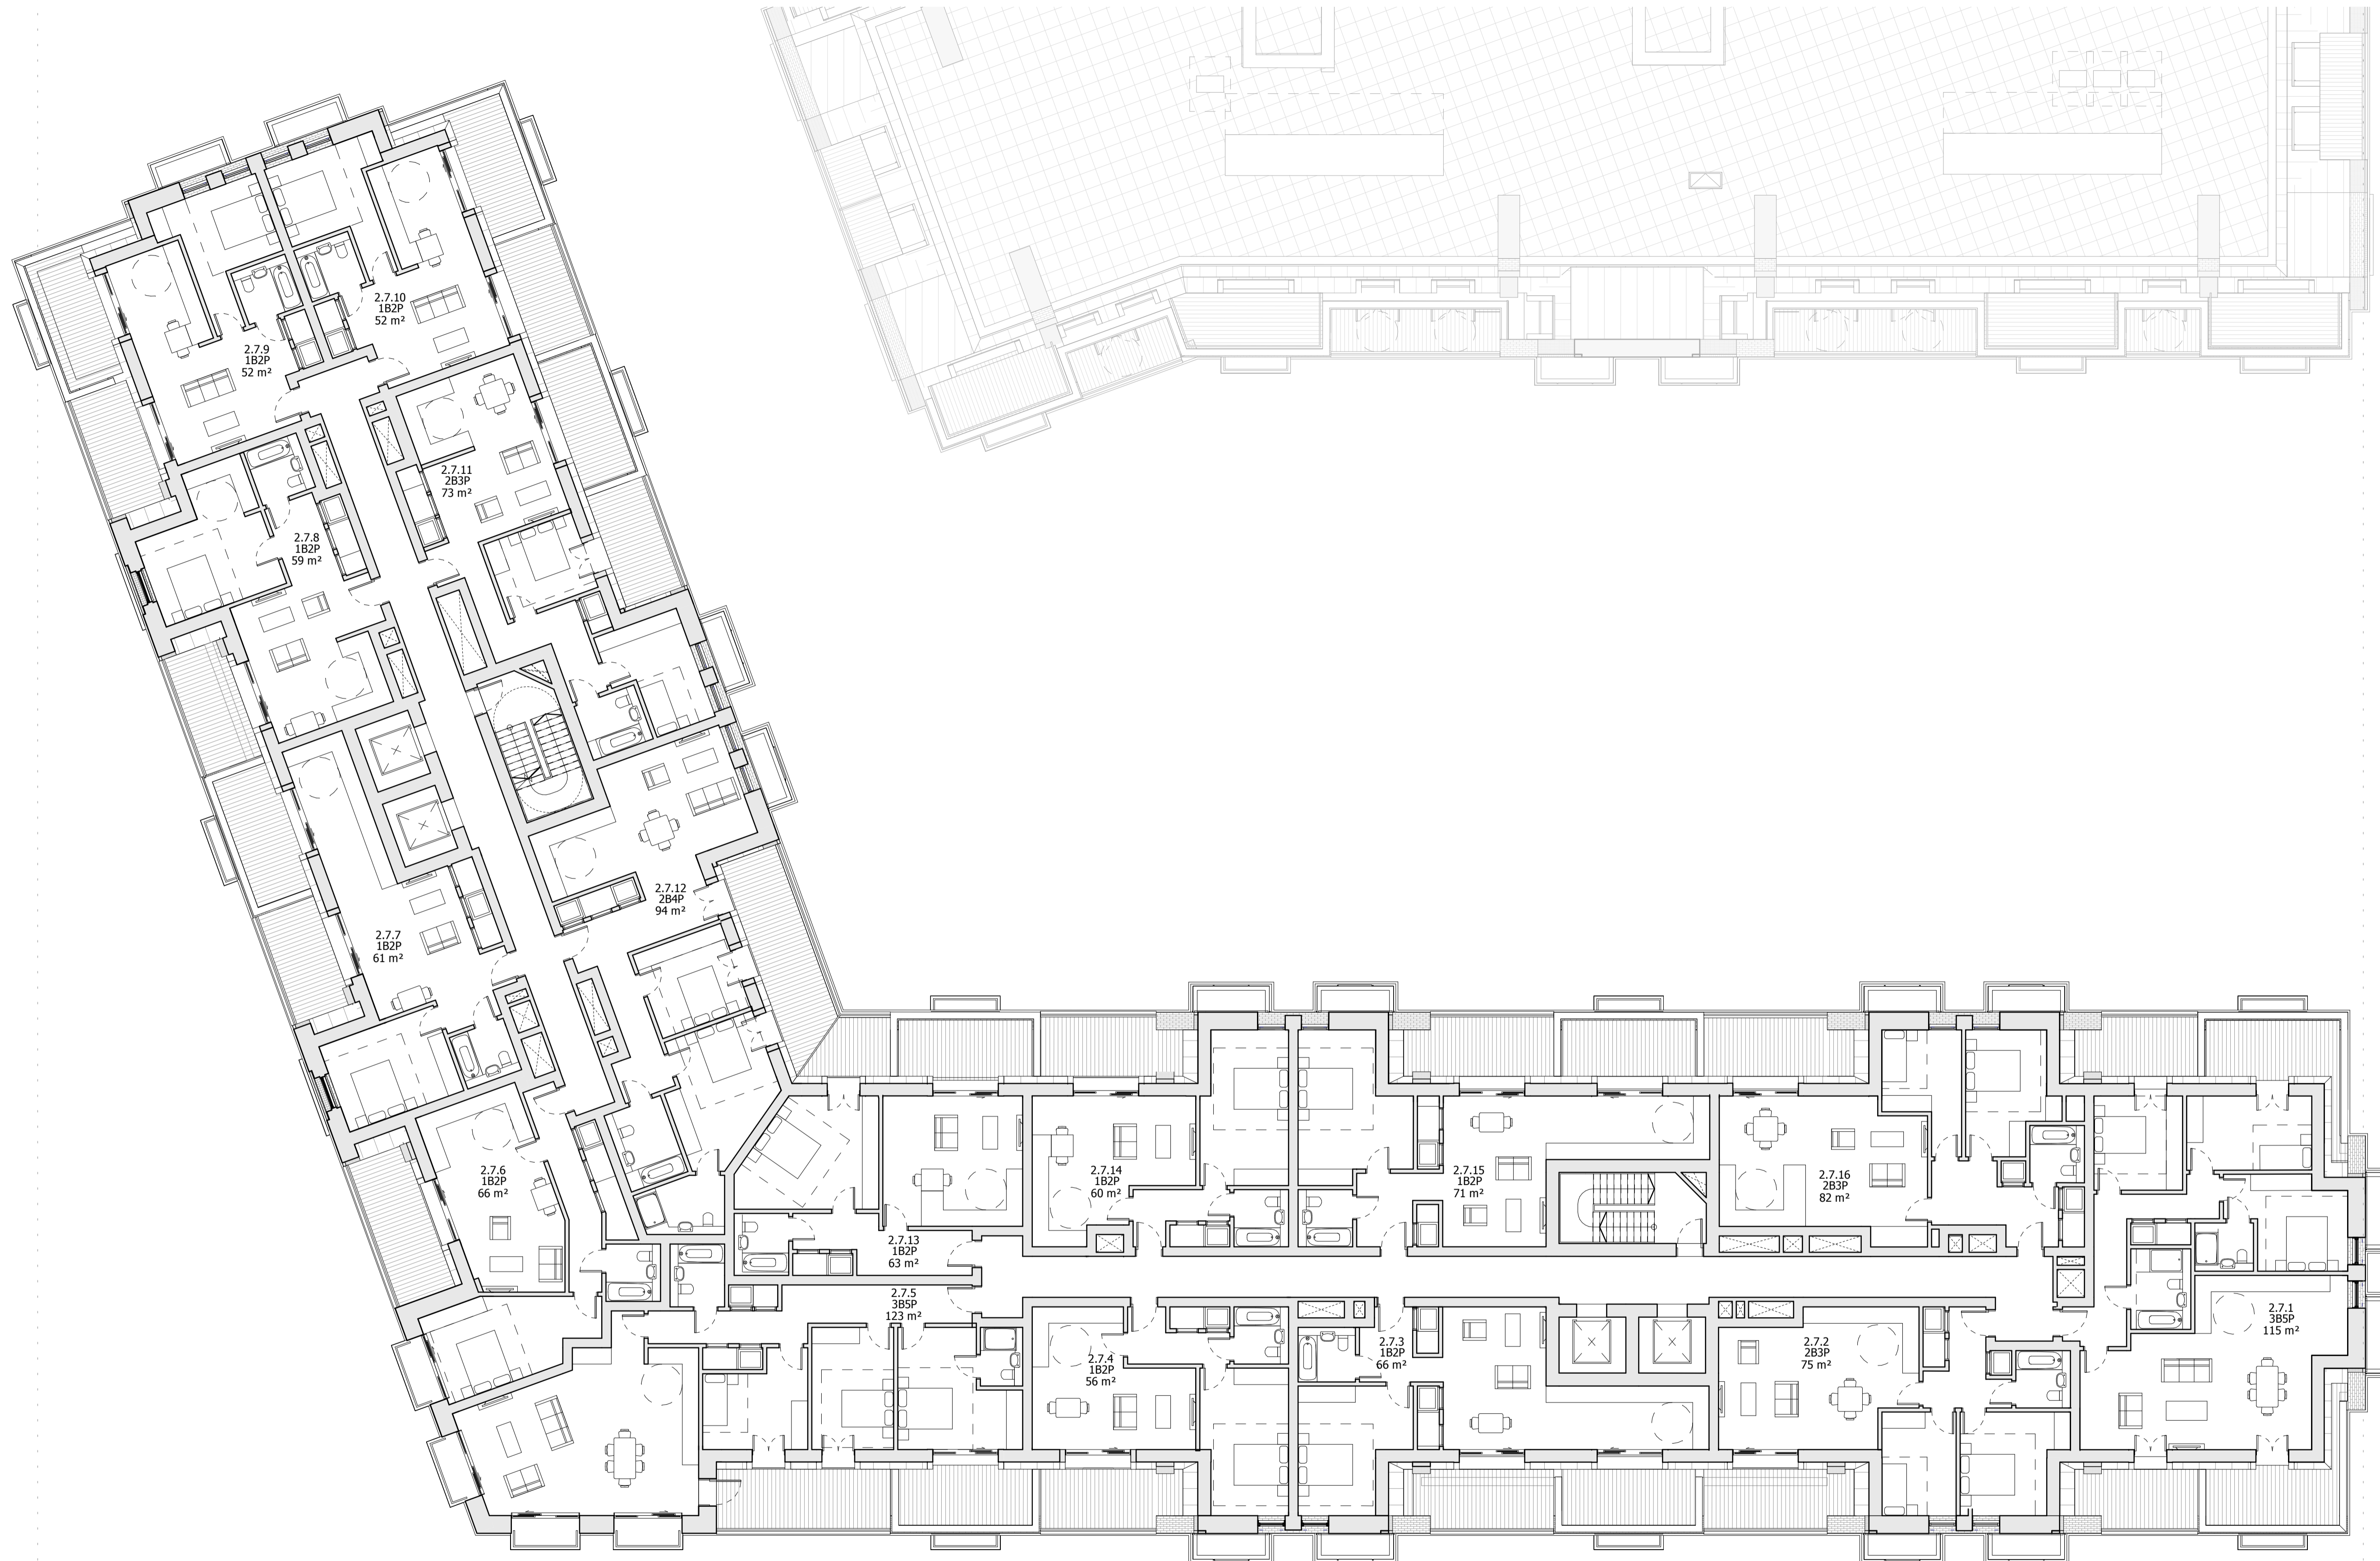 2.7.10
1B2P
52 m²
2.7.9
1B2P
52 m²
2.7.11
2B3P
73 m²
2.7.8
1B2P
59 m²
2.7.12
2B4P
94 m²
2.7.7
1B2P
61 m²
2.7.6
1B2P
66 m²
2.7.14
1B2P
60 m²
2.7.15
1B2P
71 m²
2.7.16
2B3P
82 m²
2.7.13
1B2P
63 m²
2.7.5
3B5P
123 m²
2.7.4
1B2P
56 m²
2.7.3
1B2P
66 m²
2.7.2
2B3P
75 m²
2.7.1
3B5P
115 m²